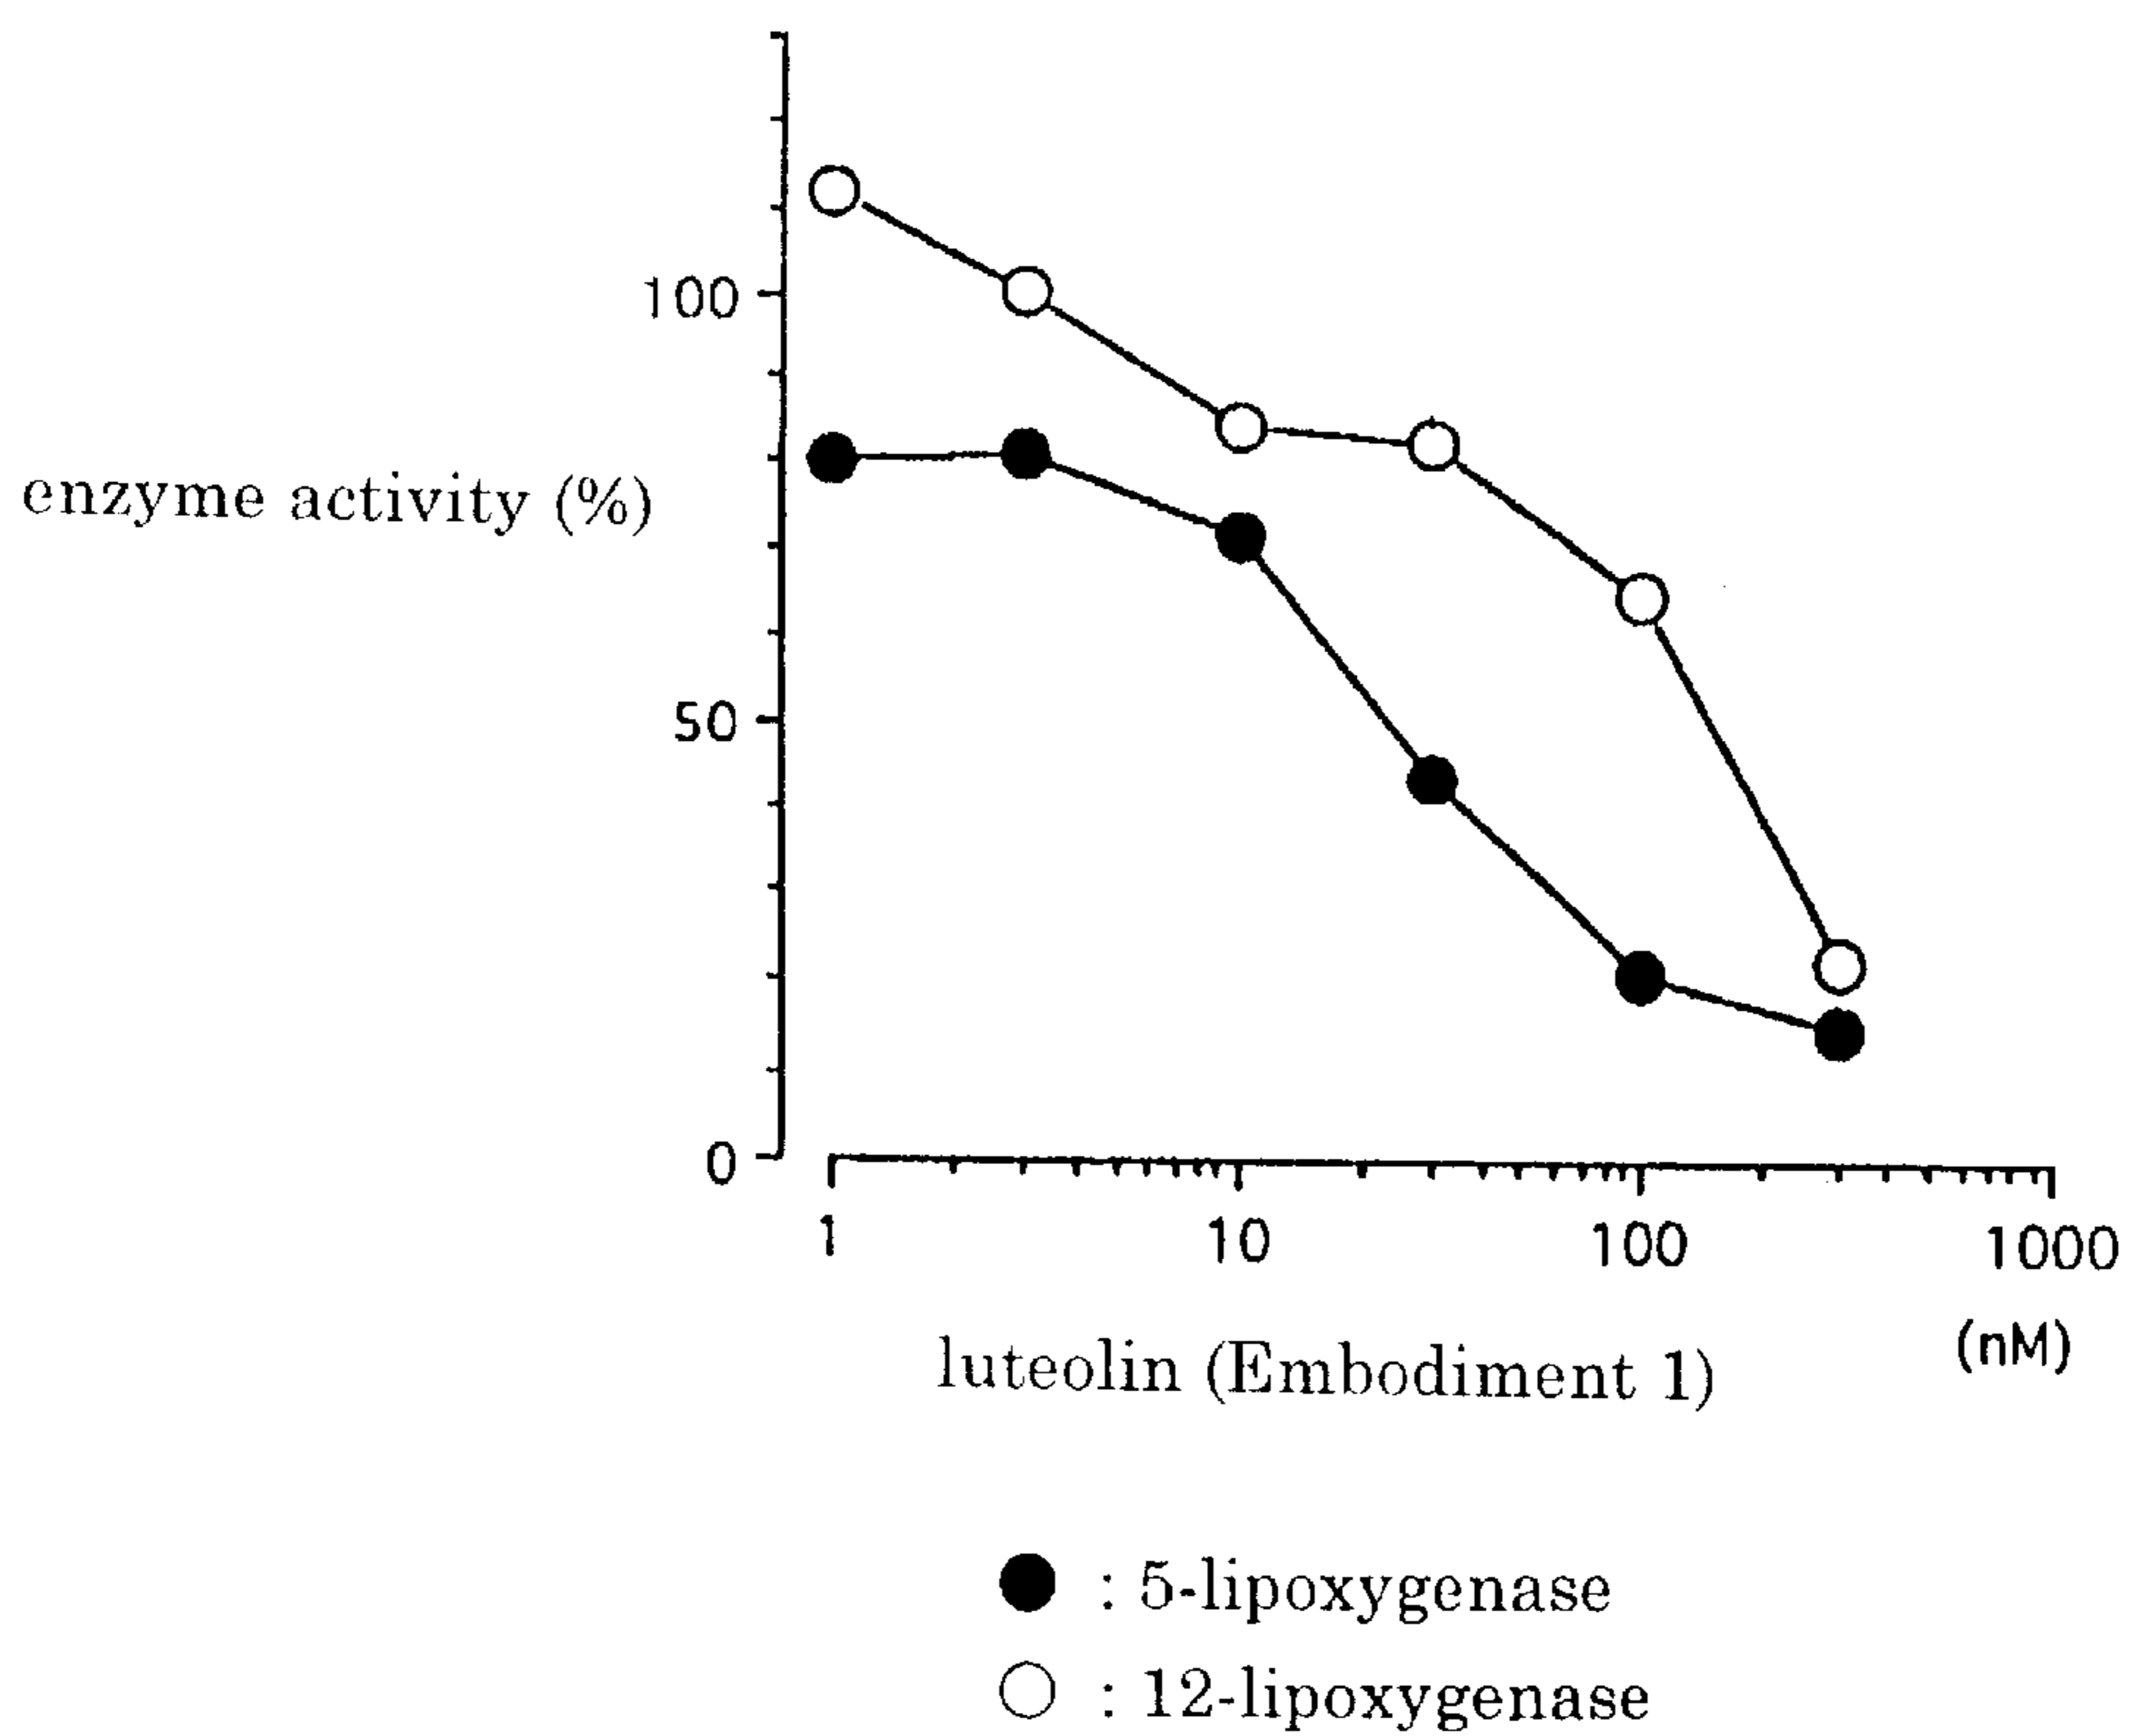 100
enzyme activity (%)
50
0
1 10 100 1000
(nM)
luteolin (Embodiment 1)
: 5-lipoxygenase
: 12-lipoxygenase